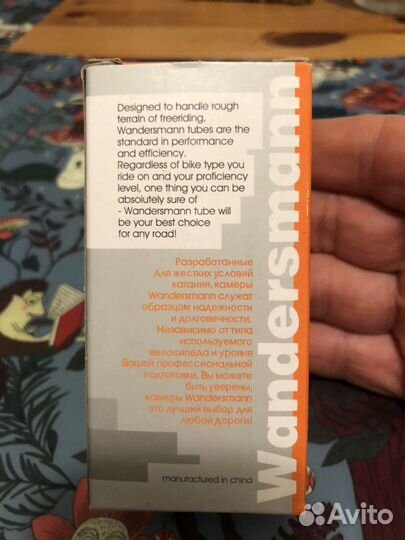 Designed to handle rough
terrain of freeriding,
Wandersmann tubes are the
standard in performance
and efficiency.
Regardless of bike type you
ride on and your proficiency
level, one thing you can be
absoiutely sure of
- Wandersmann tube will
be your best choice
for any road!
Разработанные
для жестких условий
катания, камеры
Wandersmann служат
образцом надежности
и долговечности.
Независимо от типа
используемого
велосипеда и уровня
Вашей профессиональной
подготовки, Вы можете
быть уверены,
камеры Wandersmann
- это лучший выбор для
любой дороги!
manufactured in china
Wandersmann
Avito